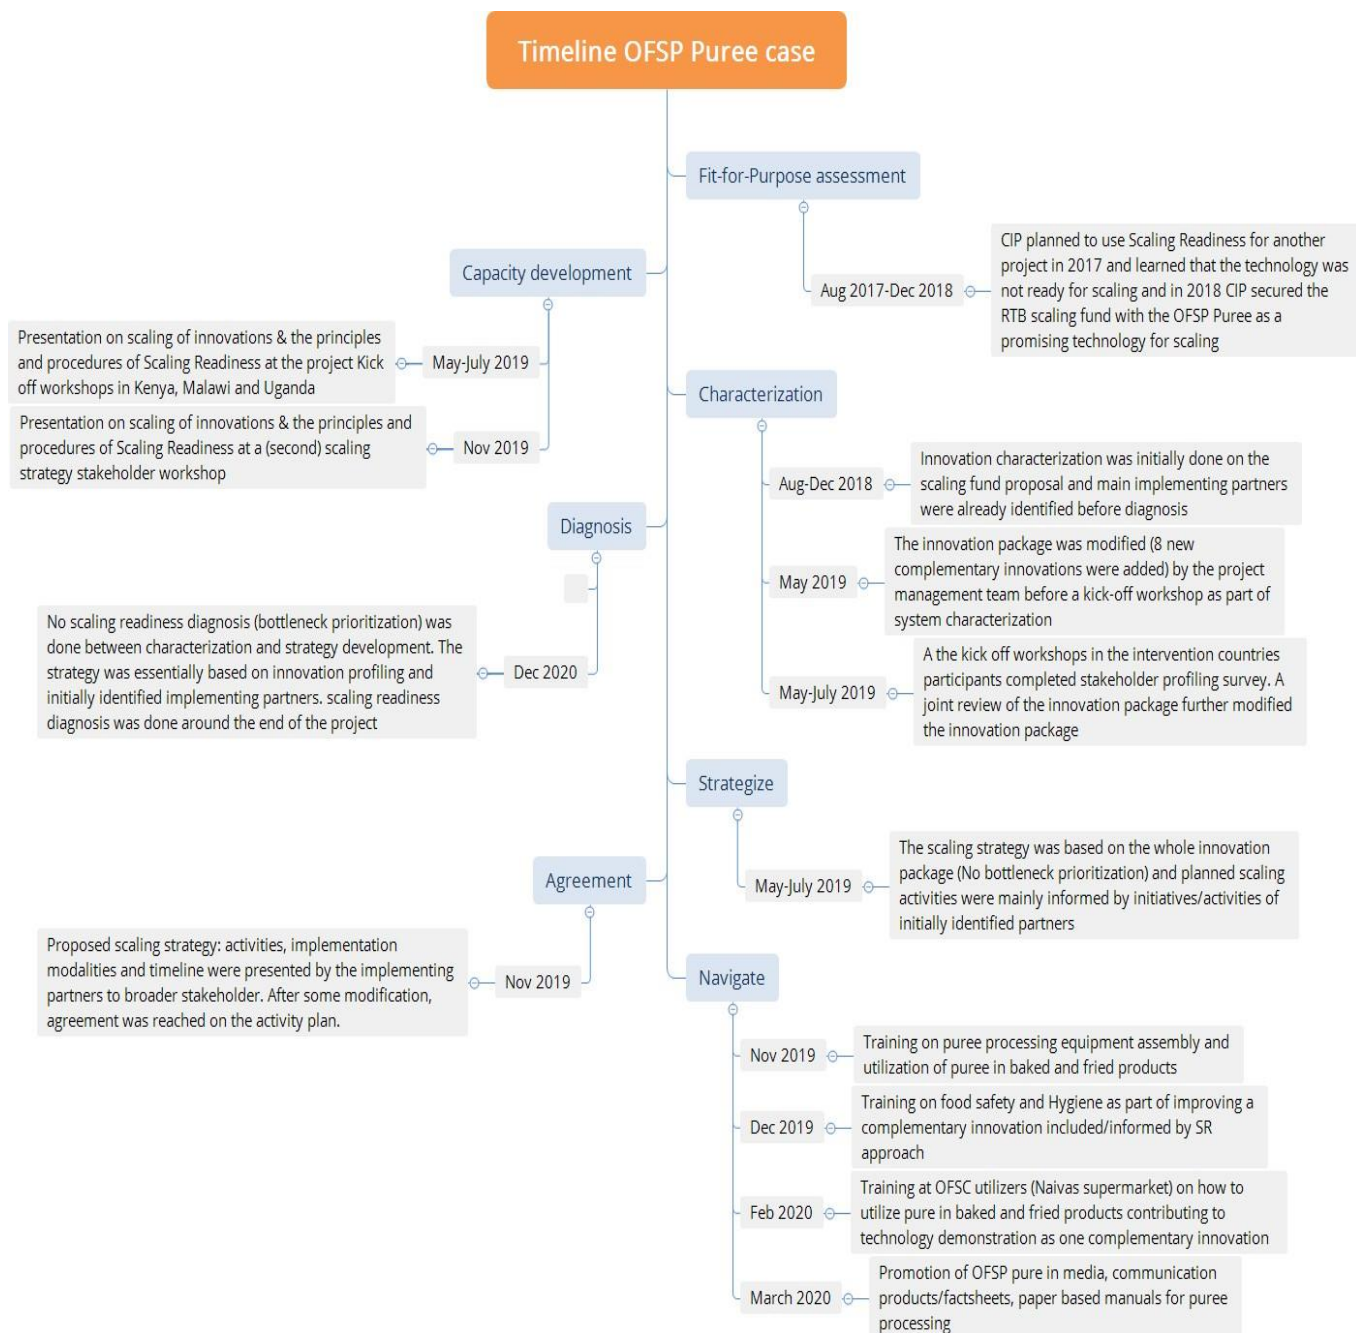 Timeline OFSP Puree case
Fit-for-Purpose assessment
Aug 2017-Dec 2018
CIP planned to use Scaling Readiness for another
project in 2017 and learned that the technology was
not ready for scaling and in 2018 CIP secured the
RTB scaling fund with the OFSP Puree as a
promising technology for scaling
Capacity development
May-July 2019
Presentation on scaling of innovations & the principles
and procedures of Scaling Readiness at the project Kick
off workshops in Kenya, Malawi and Uganda
Nov 2019
Presentation on scaling of innovations & the principles and
procedures of Scaling Readiness at a (second) scaling
strategy stakeholder workshop
Characterization
Aug-Dec 2018
Innovation characterization was initially done on the
scaling fund proposal and main implementing partners
were already identified before diagnosis
May 2019
The innovation package was modified (8 new
complementary innovations were added) by the project
management team before a kick-off workshop as part of
system characterization
May-July 2019
A the kick off workshops in the intervention countries
participants completed stakeholder profiling survey. A
joint review of the innovation package further modified
the innovation package
Diagnosis
Dec 2020
No scaling readiness diagnosis (bottleneck prioritization) was
done between characterization and strategy development. The
strategy was essentially based on innovation profiling and
initially identified implementing partners. scaling readiness
diagnosis was done around the end of the project
Strategize
May-July 2019
The scaling strategy was based on the whole innovation
package (No bottleneck prioritization) and planned scaling
activities were mainly informed by initiatives/activities of
initially identified partners
Agreement
Nov 2019
Proposed scaling strategy: activities, implementation
modalities and timeline were presented by the implementing
partners to broader stakeholder. After some modification,
agreement was reached on the activity plan.
Navigate
Nov 2019
Training on puree processing equipment assembly and
utilization of puree in baked and fried products
Dec 2019
Training on food safety and Hygiene as part of improving a
complementary innovation included/informed by SR
approach
Feb 2020
Training at OFSC utilizers (Naivas supermarket) on how to
utilize pure in baked and fried products contributing to
technology demonstration as one complementary innovation
March 2020
Promotion of OFSP pure in media, communication
products/factsheets, paper based manuals for puree
processing